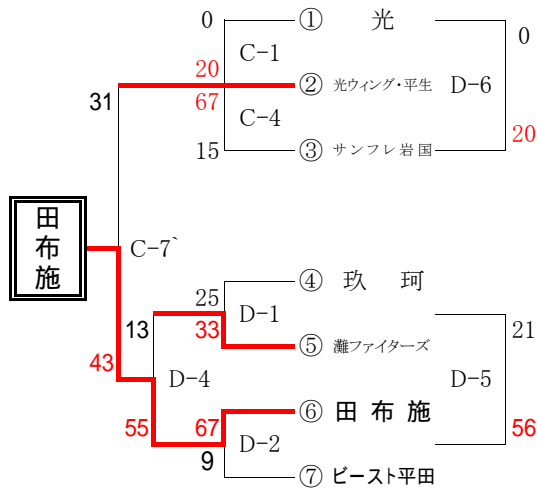 0 ① 光 0
C-1
20 ② 光ウィング・平生 D-6
31 67
C-4
20
15 ③ サンフレ岩国
田布施
C-7`
④ 玖珂
25
13 33 D-1 21
⑤ 灘ファイターズ
43
D-4 D-5
⑥ 田布施
55 67 56
D-2
9
⑦ ビースト平田